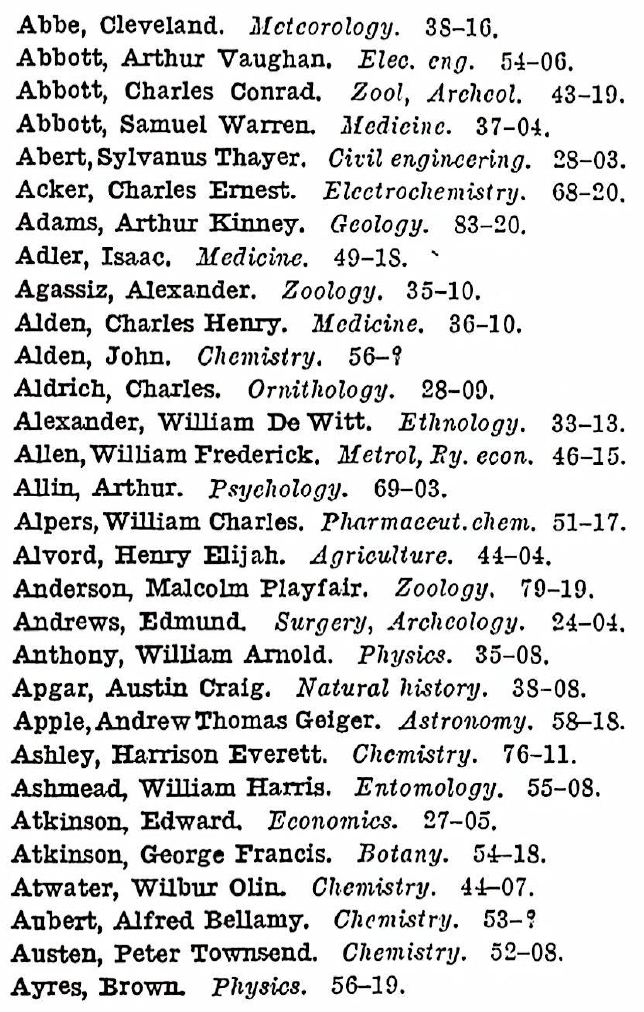 Abbe, Cleveland. Meteorology. 38–16.
Abbott, Arthur Vaughan. Elec. eng. 54–06.
Abbott, Charles Conrad. Zool, Archeol. 43–19.
Abbott, Samuel Warren. Medicine. 37–04.
Abert, Sylvanus Thayer. Civil engineering. 28–03.
Acker, Charles Ernest. Electrochemistry. 68–20.
Adams, Arthur Kinney. Geology. 83–20.
Adler, Isaac. Medicine. 49–18.
Agassiz, Alexander. Zoology. 35–10.
Alden, Charles Henry. Medicine. 36–10.
Alden, John. Chemistry. 56–?
Aldrich, Charles. Ornithology. 28–09.
Alexander, William De Witt. Ethnology. 33–13.
Allen, William Frederick. Metrol, Ry. econ. 46–15.
Allin, Arthur. Psychology. 69–03.
Alpers, William Charles. Pharmaceut. chem. 51–17.
Alvord, Henry Elijah. Agriculture. 44–04.
Anderson, Malcolm Playfair. Zoology. 79–19.
Andrews, Edmund. Surgery, Archeology. 24–04.
Anthony, William Arnold. Physics. 35–08.
Apgar, Austin Craig. Natural history. 38–08.
Apple, Andrew Thomas Geiger. Astronomy. 58–18.
Ashley, Harrison Everett. Chemistry. 76–11.
Ashmead, William Harris. Entomology. 55–08.
Atkinson, Edward. Economics. 27–05.
Atkinson, George Francis. Botany. 54–18.
Atwater, Wilbur Olin. Chemistry. 44–07.
Aubert, Alfred Bellamy. Chemistry. 53–?
Austen, Peter Townsend. Chemistry. 52–08.
Ayres, Brown. Physics. 56–19.